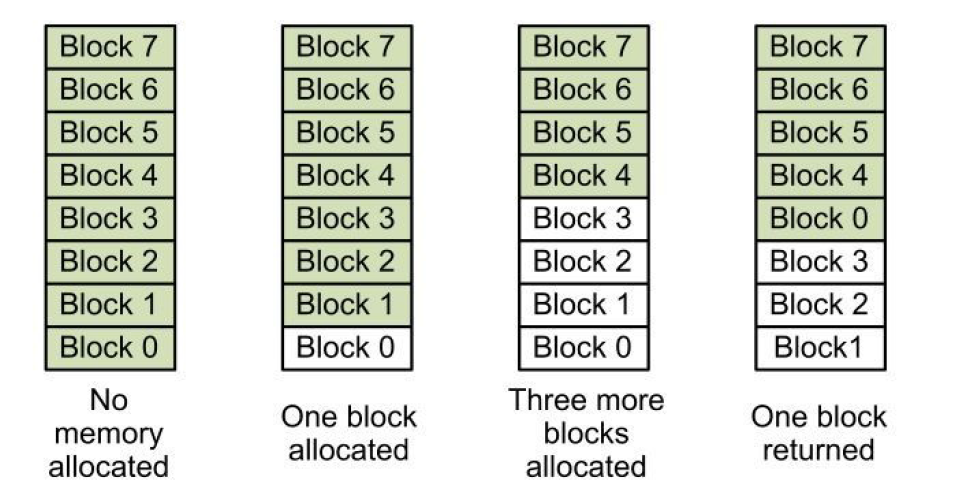 Block 7
Block 6
Block 5
Block 4
Block 3
Block 2
Block 1
Block 0
No
memory
allocated
Block 7
Block 6
Block 5
Block 4
Block 3
Block 2
Block 1
Block 0
One block
allocated
Block 7
Block 6
Block 5
Block 4
Block 3
Block 2
Block 1
Block 0
Three more
blocks
allocated
Block 7
Block 6
Block 5
Block 4
Block 0
Block 3
Block 2
Block1
One block
returned